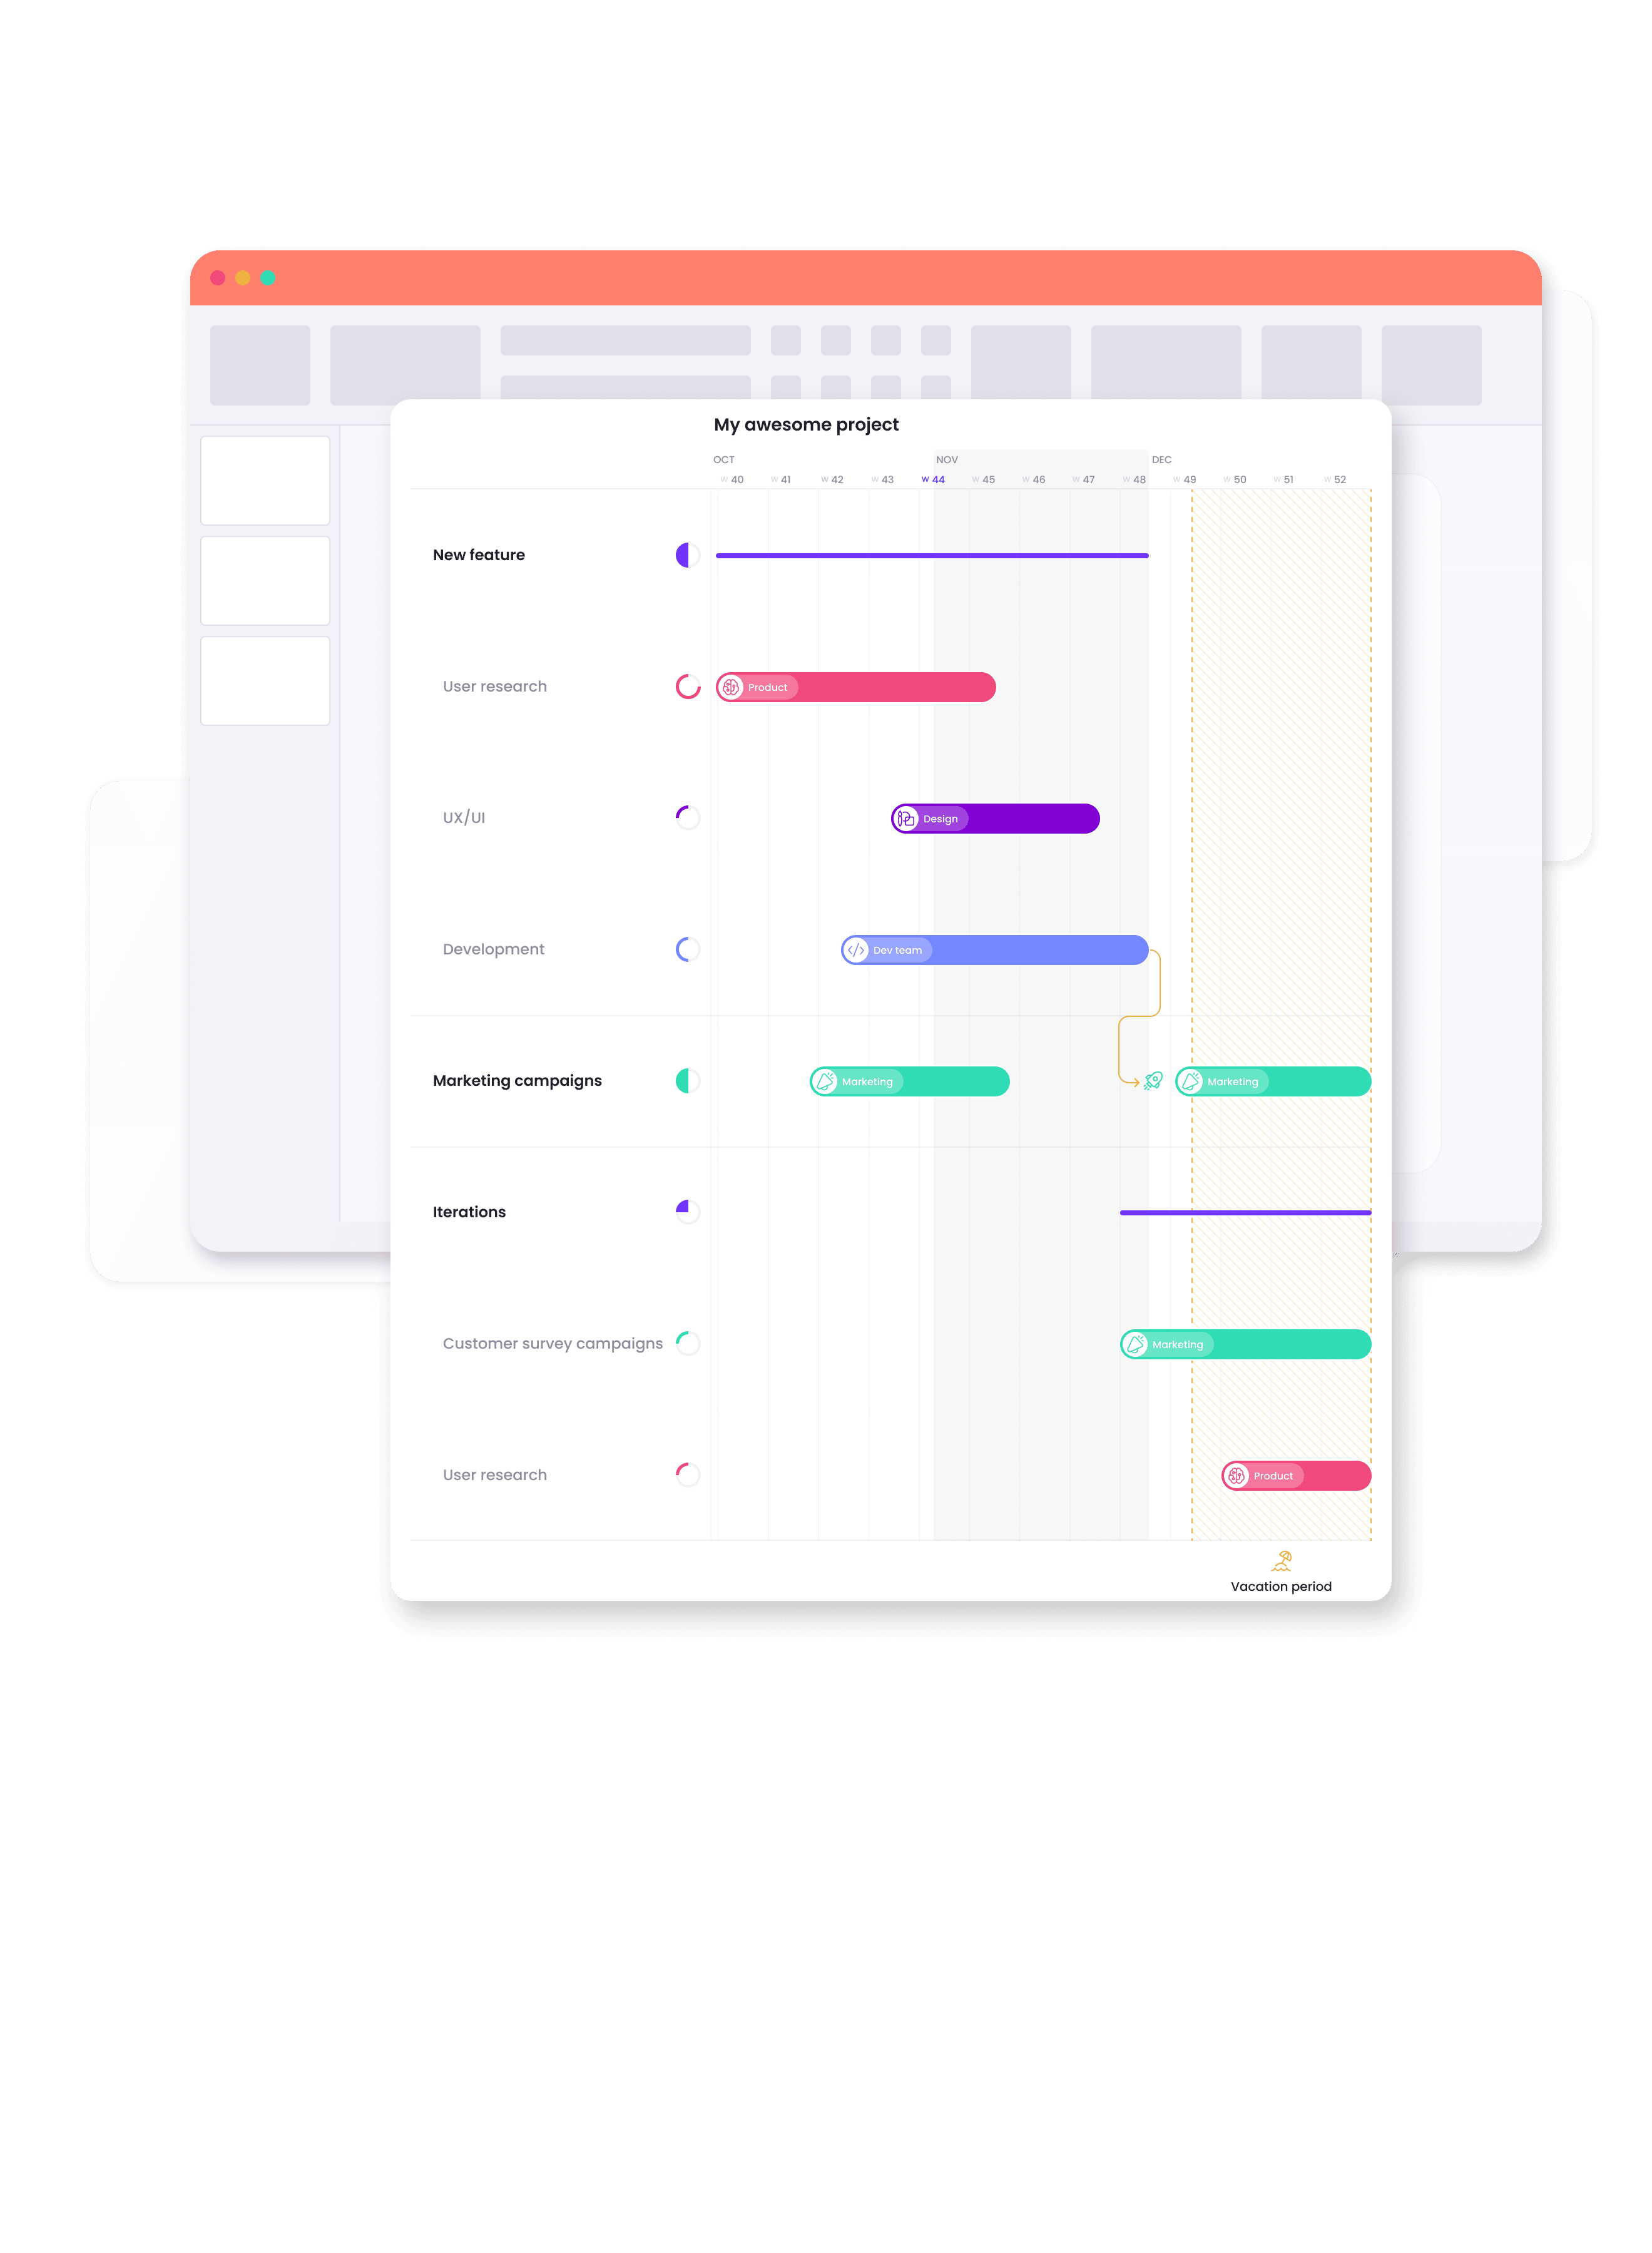 My awesome project
OCT NOV DEC
W 40 W 41 W 42 W 43 W 44 W 45 W 46 W 47 W 48 W 49 W 50 W 51 W 52
New feature
User research Product
UX/UI Design
Development Dev team
Marketing campaigns Marketing Marketing
Iterations
Customer survey campaigns Marketing
User research Product
Vacation period